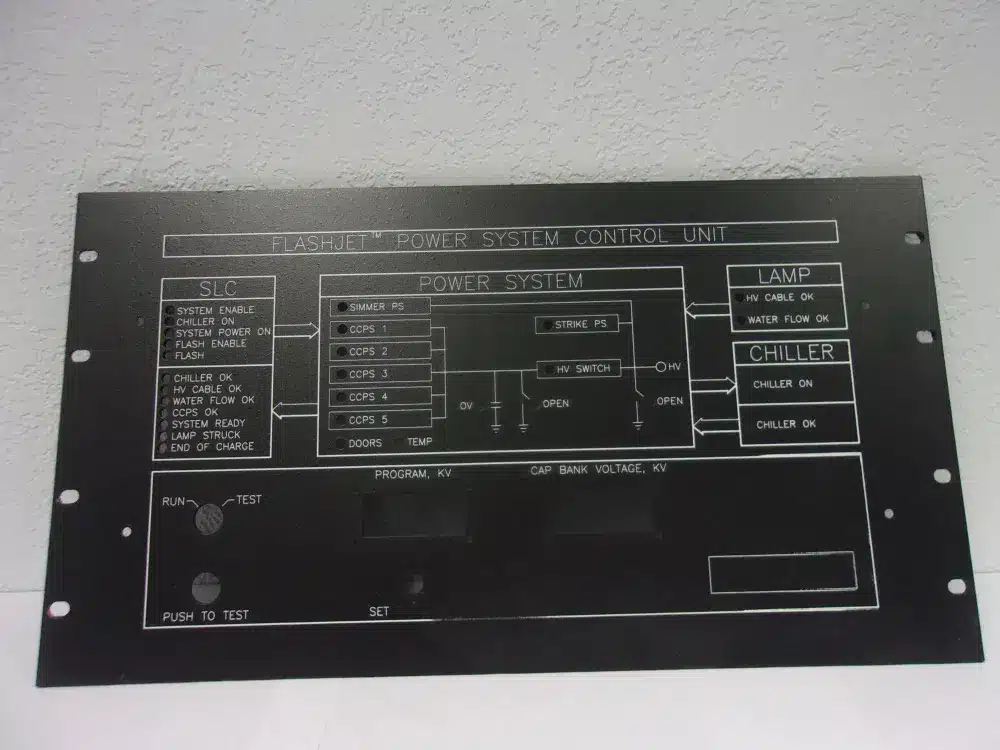 FLASHJET™ POWER SYSTEM CONTROL UNIT
SLC
SYSTEM ENABLE
CHILLER ON
SYSTEM POWER ON
FLASH ENABLE
FLASH
CHILLER OK
HV CABLE OK
WATER FLOW OK
CCPS OK
SYSTEM READY
LAMP STRUCK
END OF CHARGE
POWER SYSTEM
SIMMER PS
CCPS 1
CCPS 2
CCPS 3
CCPS 4
CCPS 5
DOORS TEMP
STRIKE PS
HV SWITCH
HV
OV
OPEN
OPEN
LAMP
HV CABLE OK
WATER FLOW OK
CHILLER
CHILLER ON
CHILLER OK
RUN TEST
PUSH TO TEST
PROGRAM, KV
SET
CAP BANK VOLTAGE, KV